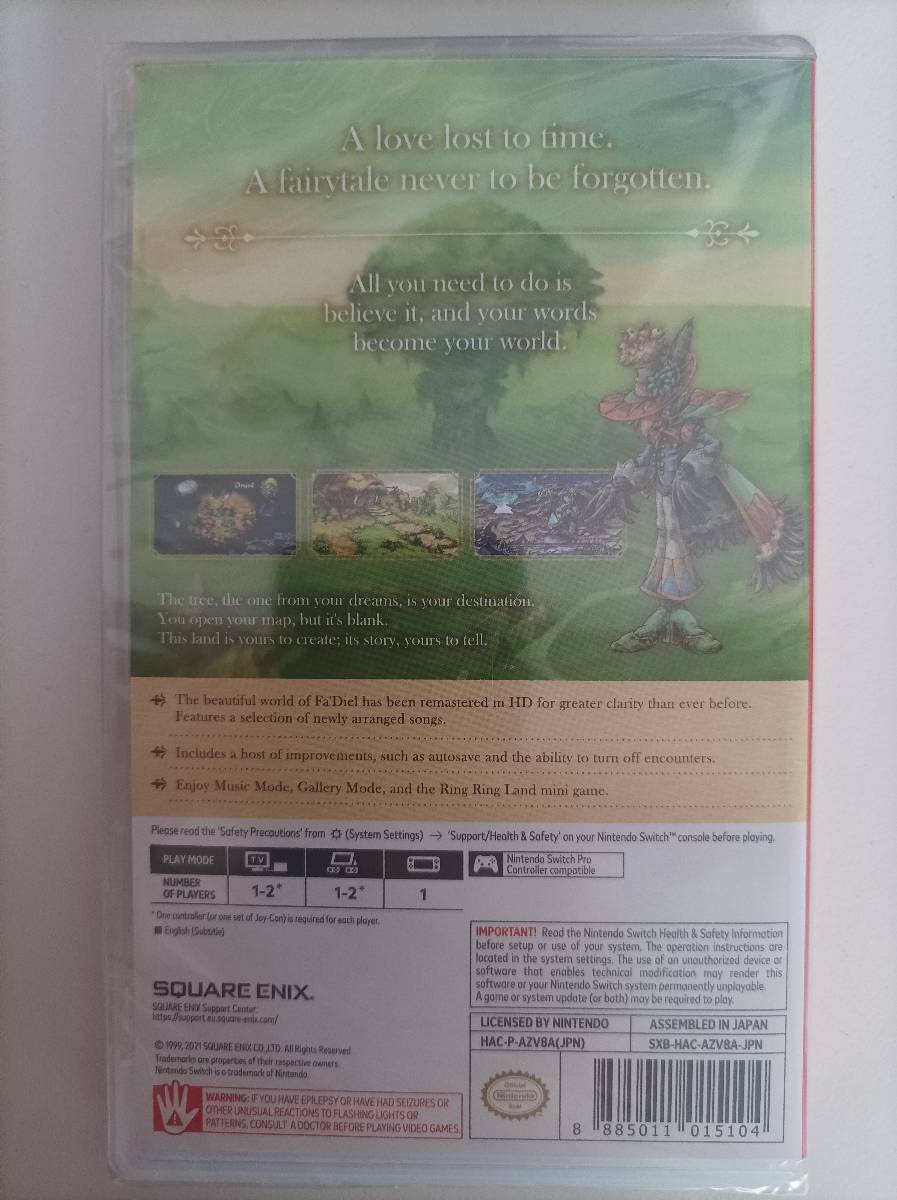 A love lost to time.
A fairytale never to be forgotten.
All you need to do is
believe it, and your words
become your world.
The tree, the one from your dreams, is your destination.
You open your map, but it's blank.
This land is yours to create; its story, yours to tell.
The beautiful world of Fa'Diel has been remastered in HD for greater clarity than ever before.
Features a selection of newly arranged songs.
Includes a host of improvements, such as autosave and the ability to turn off encounters.
Enjoy Music Mode, Gallery Mode, and the Ring Ring Land mini game.
Please read the 'Safety Precautions' from (System Settings) → 'Support/Health & Safety' on your Nintendo Switch™ console before playing.
PLAY MODE TV
NUMBER
OF PLAYERS 1-2* 1-2* 1
Nintendo Switch Pro
Controller compatible
* One controller (or one set of Joy-Con) is required for each player.
English (Subtitle)
IMPORTANT! Read the Nintendo Switch Health & Safety Information
before setup or use of your system. The operation instructions are
located in the system settings. The use of an unauthorized device or
software that enables technical modification may render this
software or your Nintendo Switch system permanently unplayable.
A game or system update (or both) may be required to play.
SQUARE ENIX.
SQUARE ENIX Support Center:
https://support.eu.square-enix.com/
© 1999, 2021 SQUARE ENIX CO.,LTD. All Rights Reserved.
Trademarks are properties of their respective owners.
Nintendo Switch is a trademark of Nintendo.
LICENSED BY NINTENDO ASSEMBLED IN JAPAN
HAC-P-AZV8A(JPN) SXB-HAC-AZV8A-JPN
WARNING: IF YOU HAVE EPILEPSY OR HAVE HAD SEIZURES OR
OTHER UNUSUAL REACTIONS TO FLASHING LIGHTS OR
PATTERNS, CONSULT A DOCTOR BEFORE PLAYING VIDEO GAMES.
Official
Nintendo
Seal
8 885011 015104